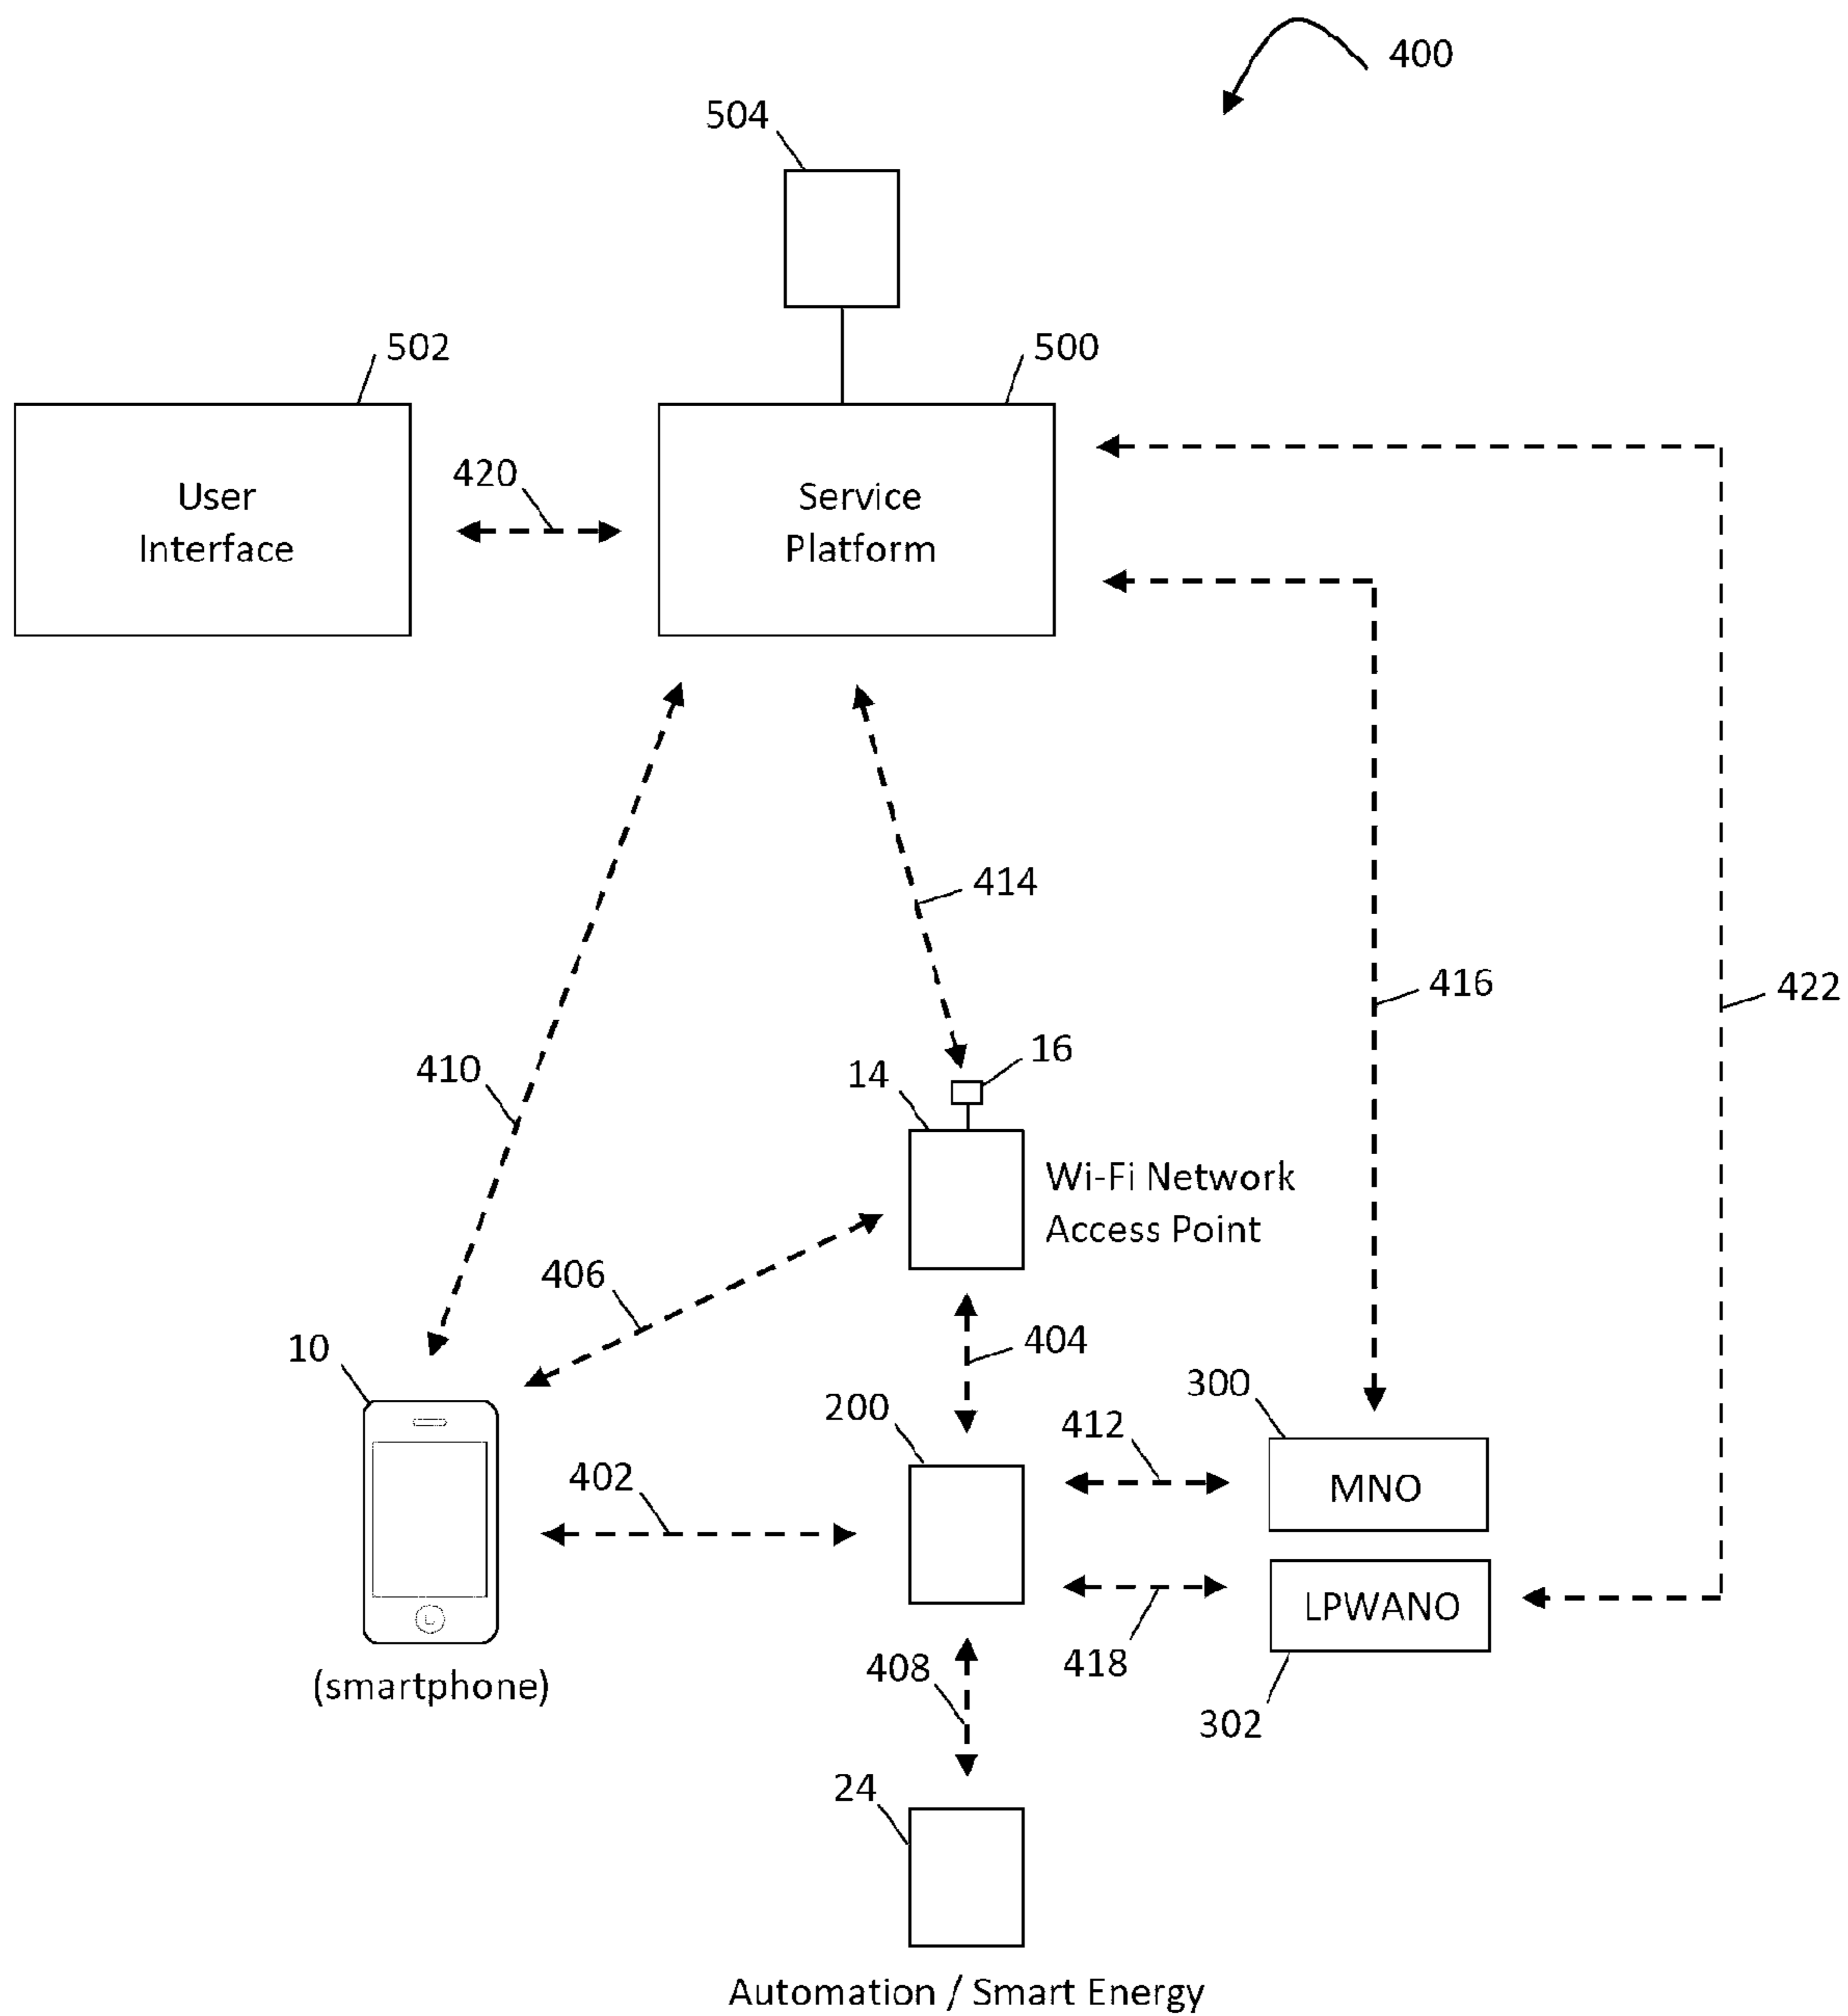 400
504
502
500
User
Interface
420
Service
Platform
414
416
422
410
14
16
Wi-Fi Network
Access Point
406
404
10
200
300
412
402
MNO
LPWANO
(smartphone)
408
418
302
24
Automation / Smart Energy